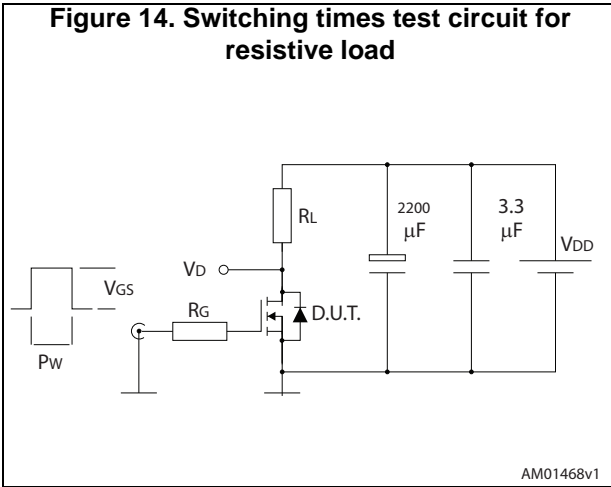 Figure 14. Switching times test circuit for
resistive load
RL
2200
μF
3.3
μF
VDD
VD
VGS
RG
D.U.T.
PW
AM01468v1